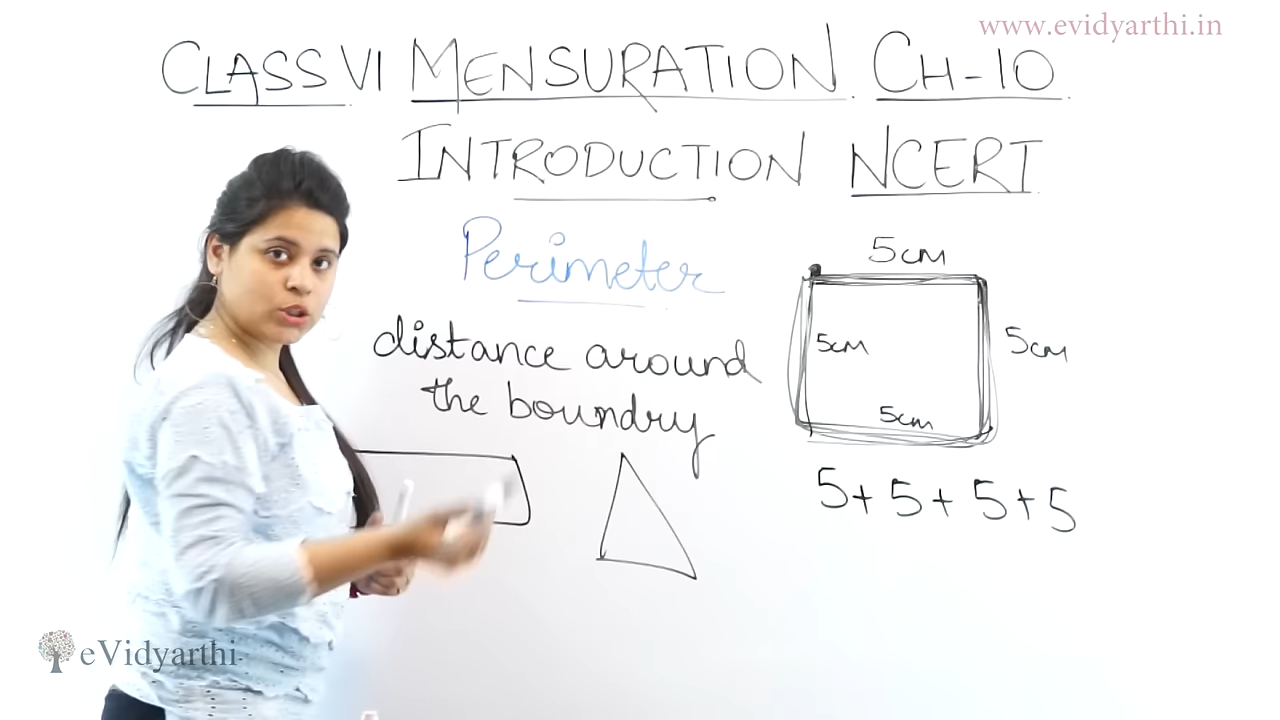 www.evidyarthi.in
CLASS VI MENSURATION CH-10
INTRODUCTION NCERT
Perimeter
distance around
the boundry
5cm
5cm
5cm
5cm
5+5+5+5
eVidyarthi